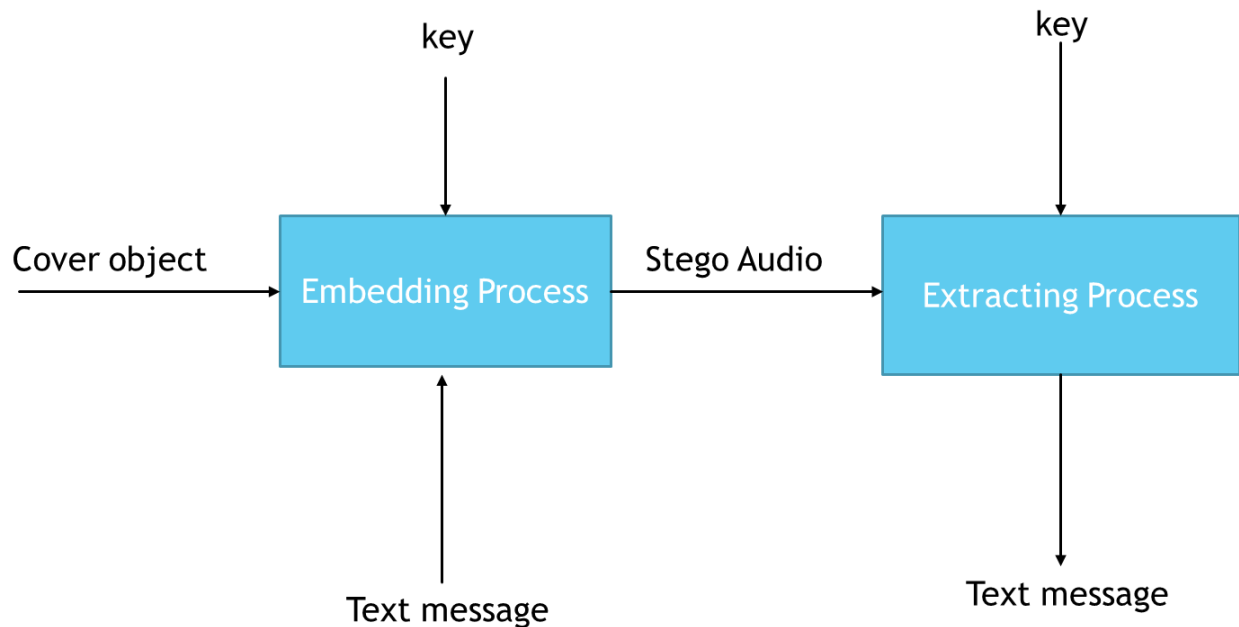 key
key
Cover object
Embedding Process
Stego Audio
Extracting Process
Text message
Text message